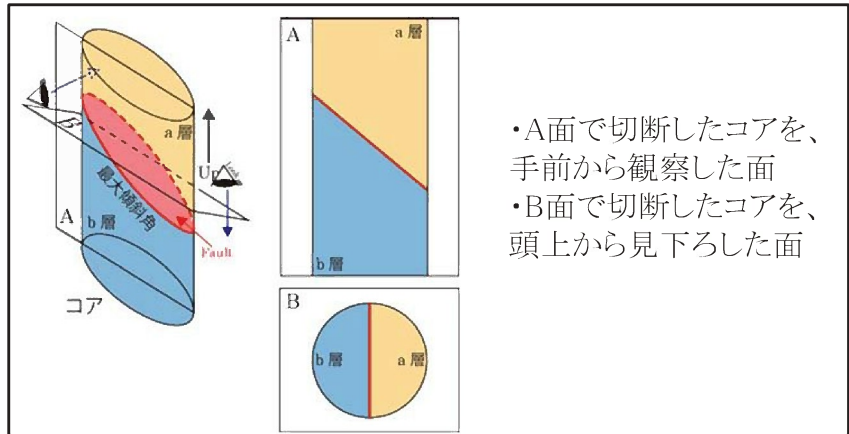 a 層
B
Up
最大傾斜角
A
b 層
Fault
コア
A
a 層
b 層
B
b 層
a 層
・A面で切断したコアを、
手前から観察した面
・B面で切断したコアを、
頭上から見下ろした面